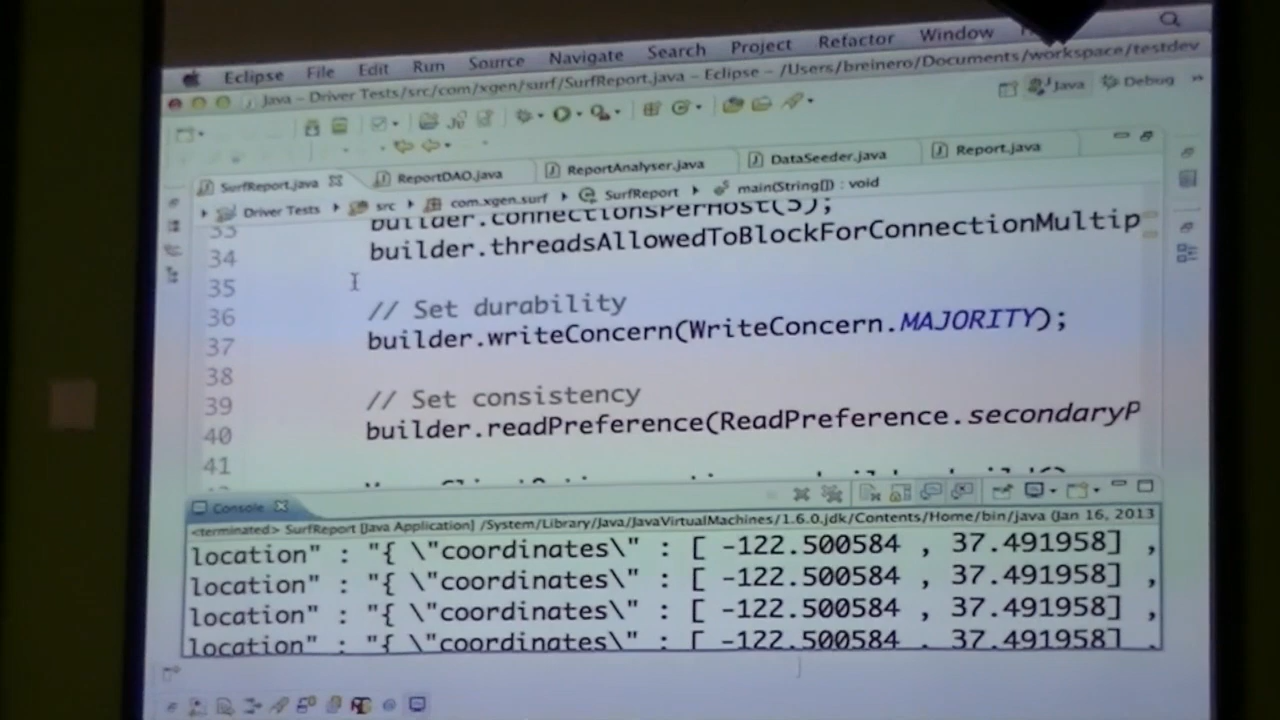 Eclipse File Edit Run Source Navigate Search Project Refactor Window
Java - Driver Tests/src/com/xgen/surf/SurfReport.java - Eclipse - /Users/breinero/Documents/workspace/testdev
Java Debug
SurfReport.java ReportDAO.java ReportAnalyser.java DataSeeder.java Report.java
Driver Tests src com.xgen.surf SurfReport main(String[]) : void
33 builder.connectionsPerHost(5);
34 builder.threadsAllowedToBlockForConnectionMultip
35
36 // Set durability
37 builder.writeConcern(WriteConcern.MAJORITY);
38
39 // Set consistency
40 builder.readPreference(ReadPreference.secondaryP
41
Console
<terminated> SurfReport [Java Application] /System/Library/Java/JavaVirtualMachines/1.6.0.jdk/Contents/Home/bin/java (Jan 16, 2013
location" : "{ \"coordinates\" : [ -122.500584 , 37.491958] ,
location" : "{ \"coordinates\" : [ -122.500584 , 37.491958] ,
location" : "{ \"coordinates\" : [ -122.500584 , 37.491958] ,
location" : "{ \"coordinates\" : [ -122.500584 , 37.491958] ,